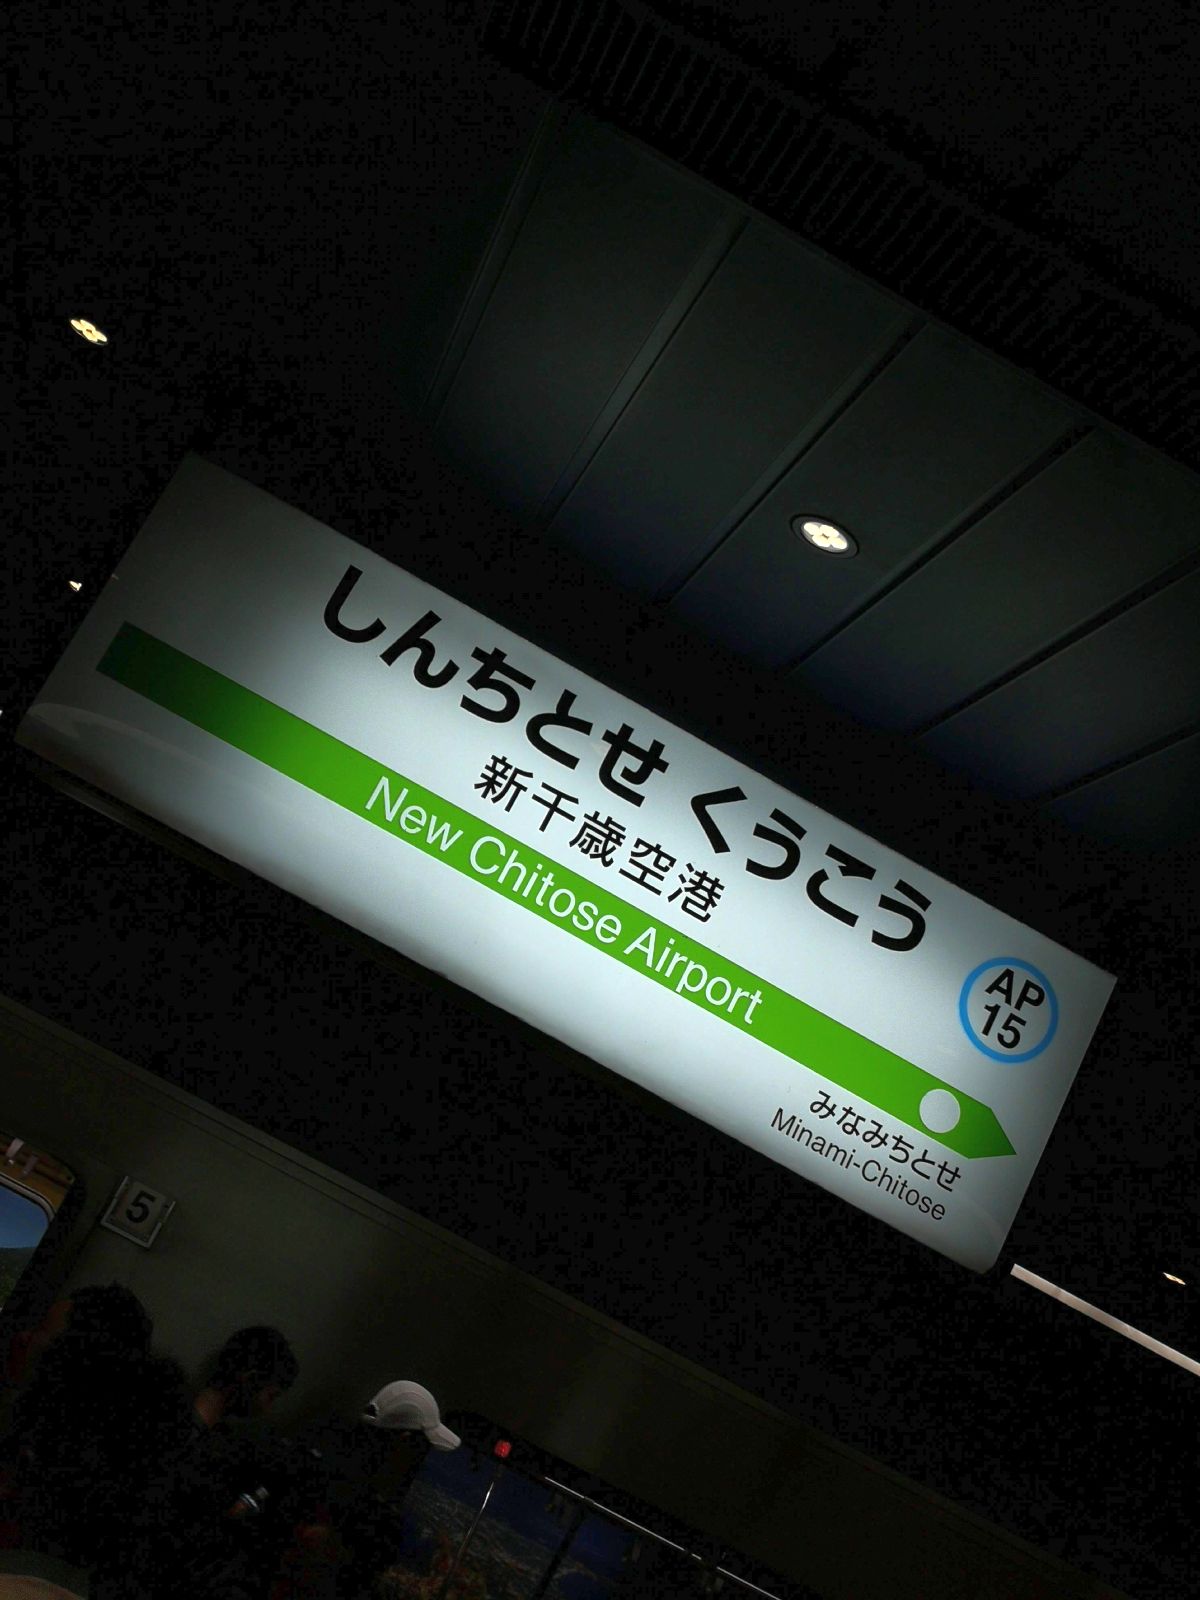 しんちとせ くうこう
新千歳空港
New Chitose Airport
AP
15
みなみちとせ
Minami-Chitose
5